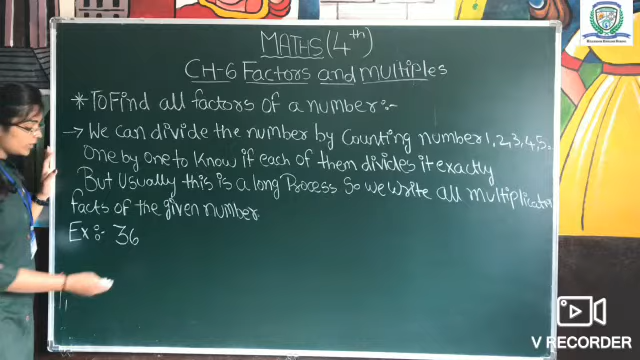 MATHS (4th)
CH-6 Factors and multiples
* To Find all factors of a number:-
→ We can divide the number by Counting number 1, 2, 3, 4, 5..
One by one to know if each of them divides it exactly
But Usually this is a long Process So we write all multiplication
facts of the given number
Ex:- 36
V RECORDER